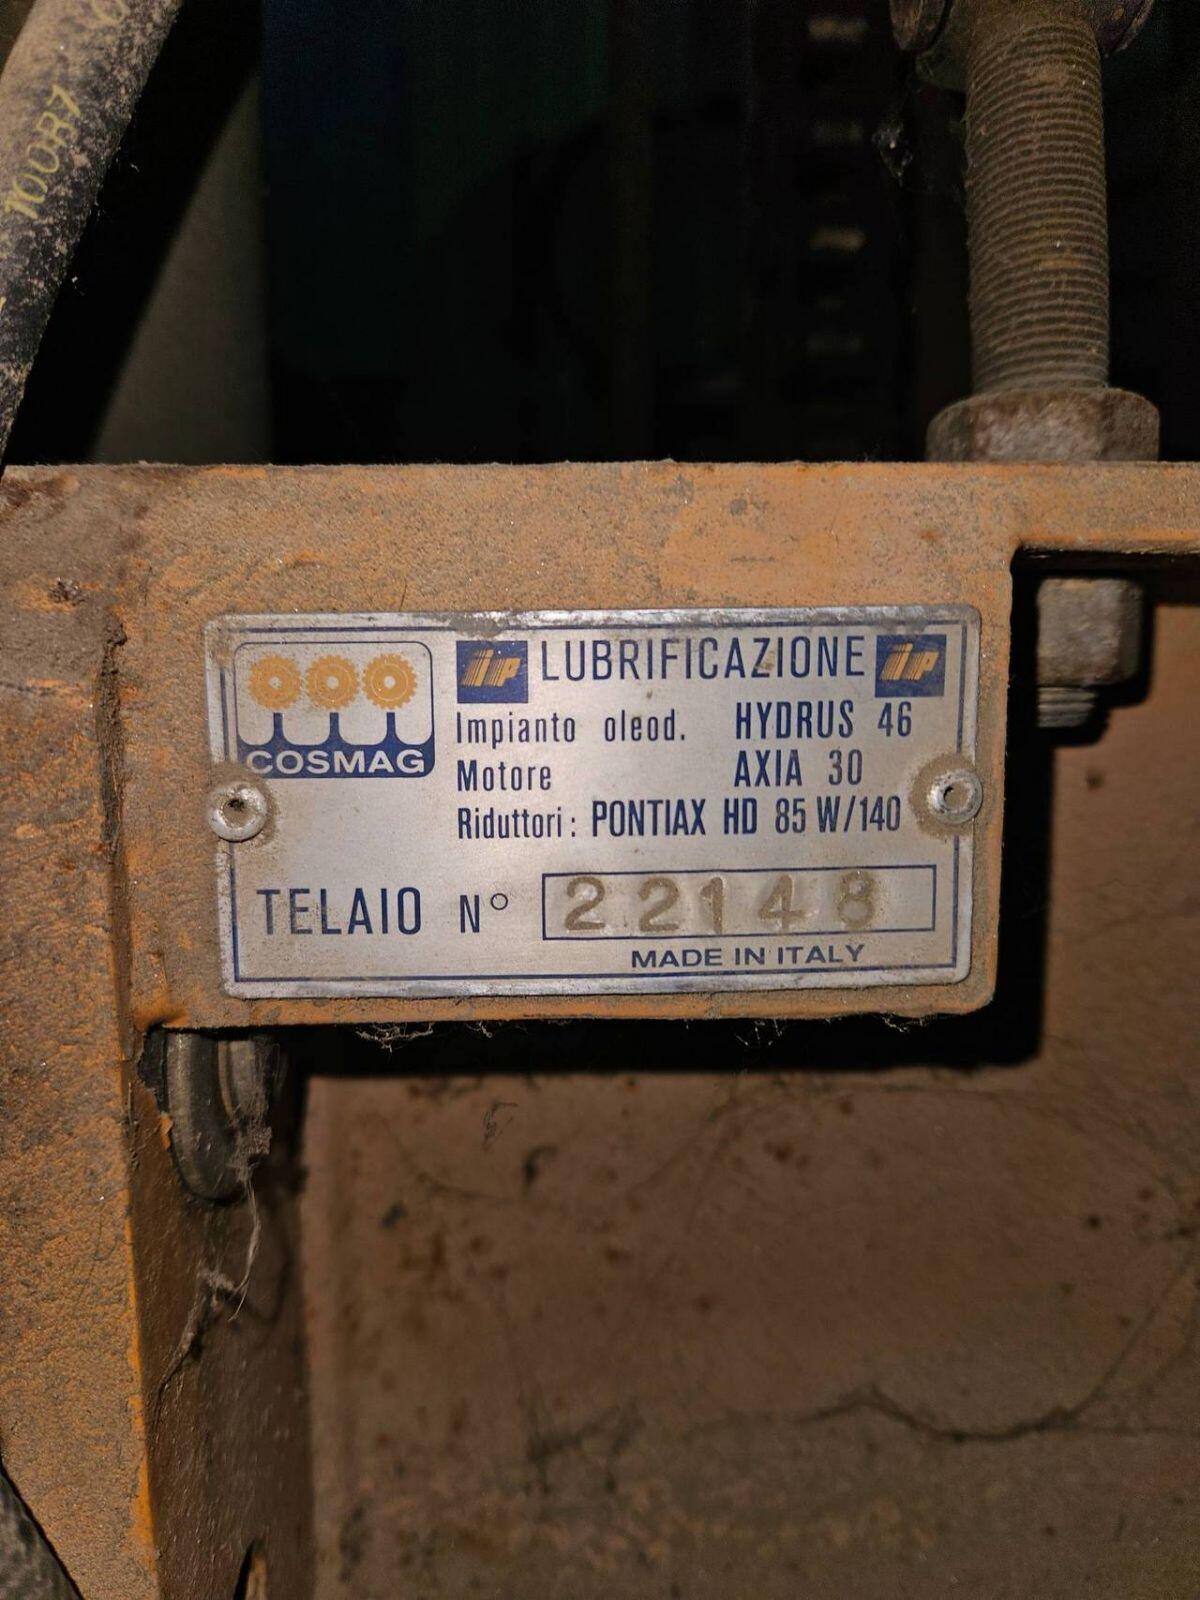 100R7
COSMAG
iP LUBRIFICAZIONE iP
Impianto oleod. HYDRUS 46
Motore AXIA 30
Riduttori: PONTIAX HD 85 W/140
TELAIO N° 22148
MADE IN ITALY